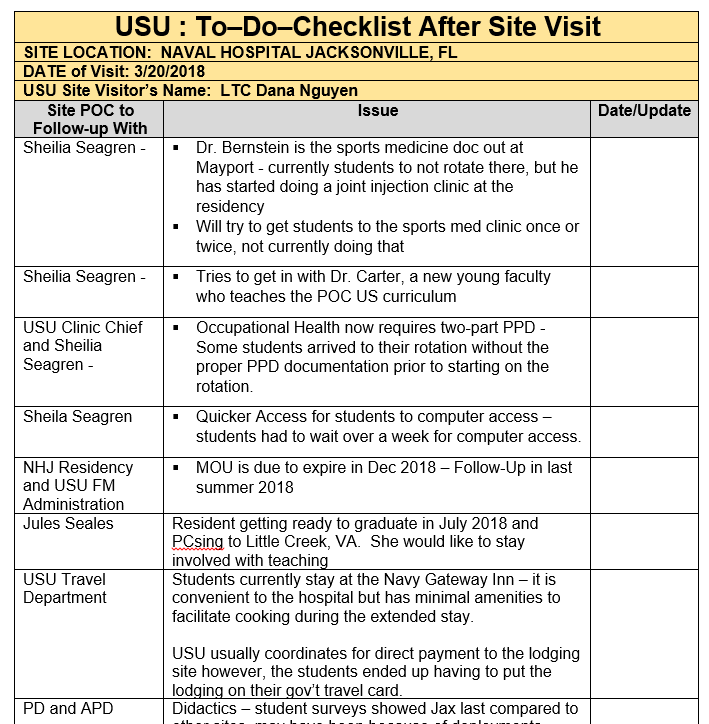 USU : To–Do–Checklist After Site Visit
SITE LOCATION:  NAVAL HOSPITAL JACKSONVILLE, FL
DATE of Visit: 3/20/2018
USU Site Visitor's Name:  LTC Dana Nguyen
Site POC to
Follow-up With
Issue
Date/Update
Sheilia Seagren -
▪ Dr. Bernstein is the sports medicine doc out at
Mayport - currently students to not rotate there, but he
has started doing a joint injection clinic at the
residency
▪ Will try to get students to the sports med clinic once or
twice, not currently doing that
Sheilia Seagren -
▪ Tries to get in with Dr. Carter, a new young faculty
who teaches the POC US curriculum
USU Clinic Chief
and Sheilia
Seagren -
▪ Occupational Health now requires two-part PPD -
Some students arrived to their rotation without the
proper PPD documentation prior to starting on the
rotation.
Sheila Seagren
▪ Quicker Access for students to computer access –
students had to wait over a week for computer access.
NHJ Residency
and USU FM
Administration
▪ MOU is due to expire in Dec 2018 – Follow-Up in last
summer 2018
Jules Seales
Resident getting ready to graduate in July 2018 and
PCsing to Little Creek, VA.  She would like to stay
involved with teaching
USU Travel
Department
Students currently stay at the Navy Gateway Inn – it is
convenient to the hospital but has minimal amenities to
facilitate cooking during the extended stay.
USU usually coordinates for direct payment to the lodging
site however, the students ended up having to put the
lodging on their gov't travel card.
PD and APD
Didactics – student surveys showed Jax last compared to
other sites, may have been because of deployments